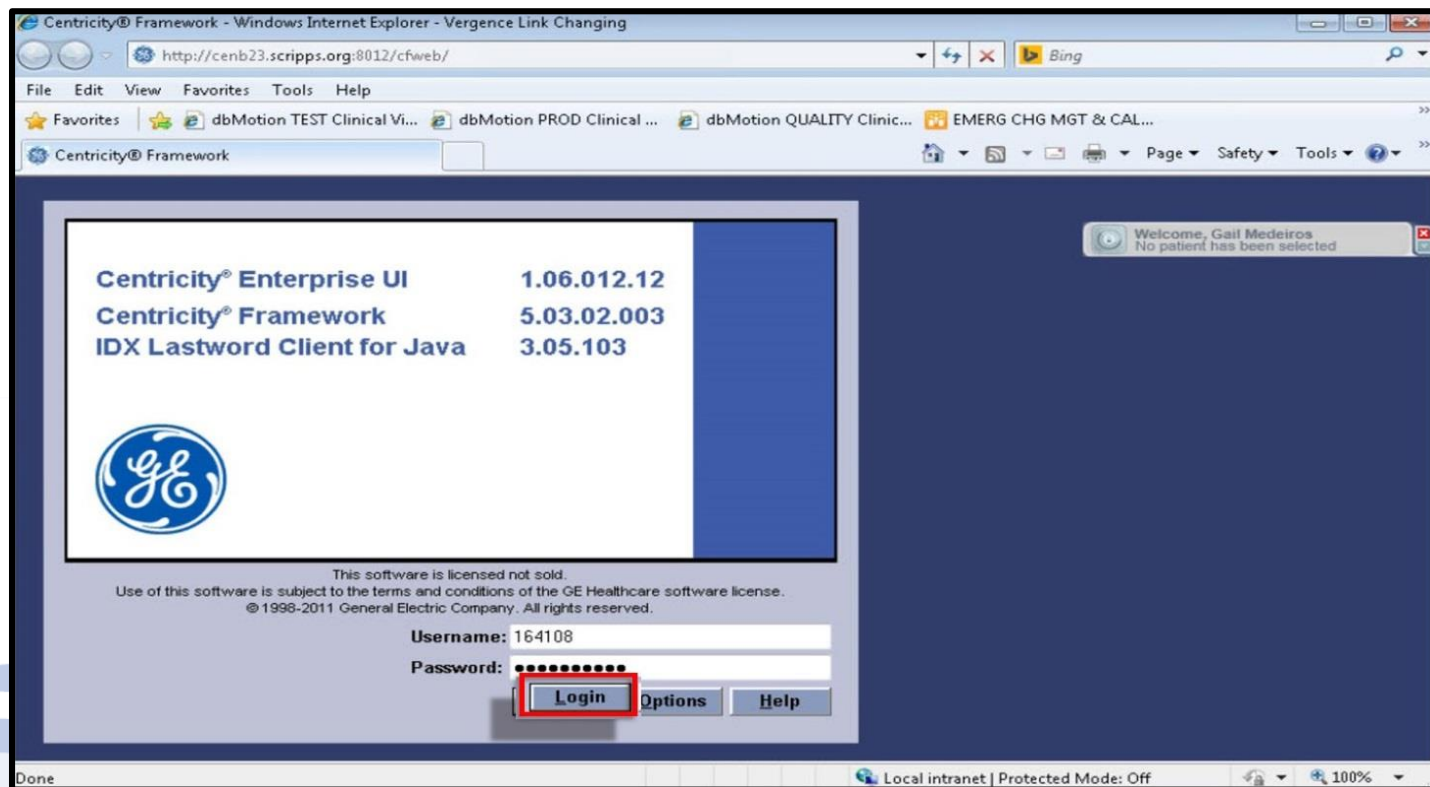 Centricity® Framework - Windows Internet Explorer - Vergence Link Changing
http://cenb23.scripps.org:8012/cfweb/
Bing
File Edit View Favorites Tools Help
Favorites dbMotion TEST Clinical Vi... dbMotion PROD Clinical ... dbMotion QUALITY Clinic... EMERG CHG MGT & CAL...
Centricity® Framework
Page Safety Tools
Welcome, Gail Medeiros
No patient has been selected
Centricity® Enterprise UI 1.06.012.12
Centricity® Framework 5.03.02.003
IDX Lastword Client for Java 3.05.103
GE
This software is licensed not sold.
Use of this software is subject to the terms and conditions of the GE Healthcare software license.
© 1998-2011 General Electric Company. All rights reserved.
Username: 164108
Password: ••••••••••
Login Options Help
Done Local intranet | Protected Mode: Off 100%